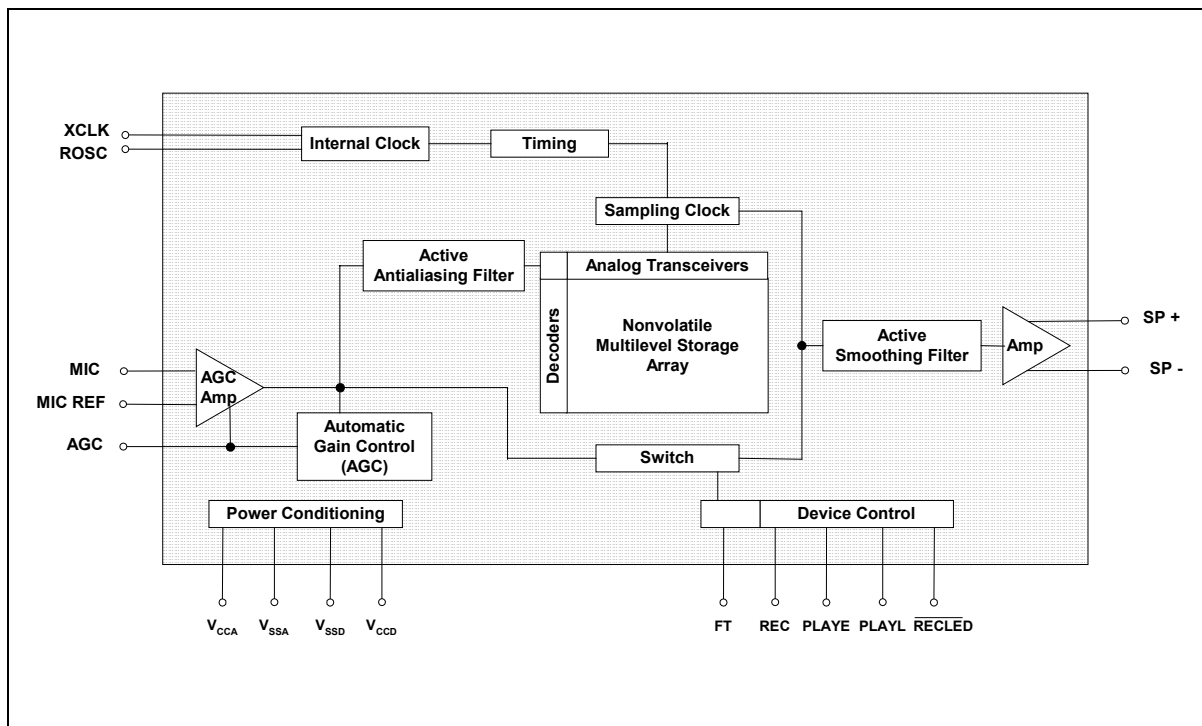 XCLK
ROSC
Internal Clock
Timing
Sampling Clock
Active
Antialiasing Filter
Analog Transceivers
Decoders
Nonvolatile
Multilevel Storage
Array
Active
Smoothing Filter
Amp
SP +
SP -
MIC
MIC REF
AGC
AGC
Amp
Automatic
Gain Control
(AGC)
Switch
Power Conditioning
Device Control
VCCA
VSSA
VSSD
VCCD
FT
REC
PLAYE
PLAYL
RECLED